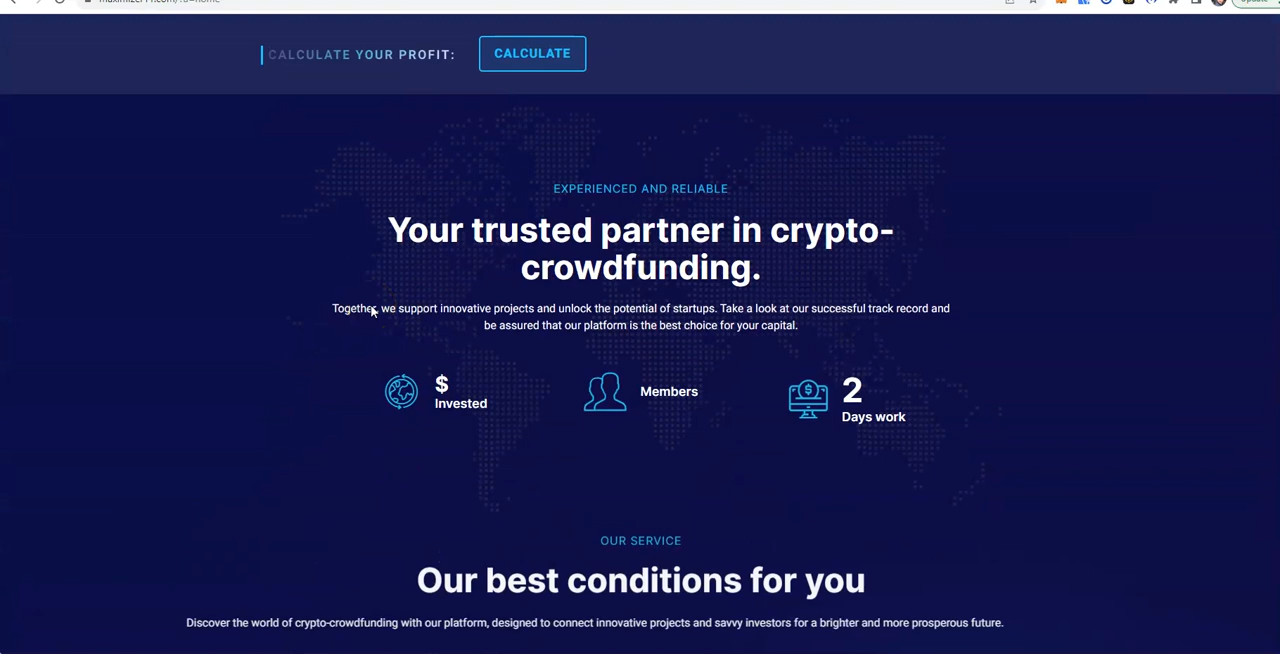 CALCULATE YOUR PROFIT:
CALCULATE
EXPERIENCED AND RELIABLE
Your trusted partner in crypto-
crowdfunding.
Together, we support innovative projects and unlock the potential of startups. Take a look at our successful track record and
be assured that our platform is the best choice for your capital.
$
Invested
Members
2
Days work
OUR SERVICE
Our best conditions for you
Discover the world of crypto-crowdfunding with our platform, designed to connect innovative projects and savvy investors for a brighter and more prosperous future.